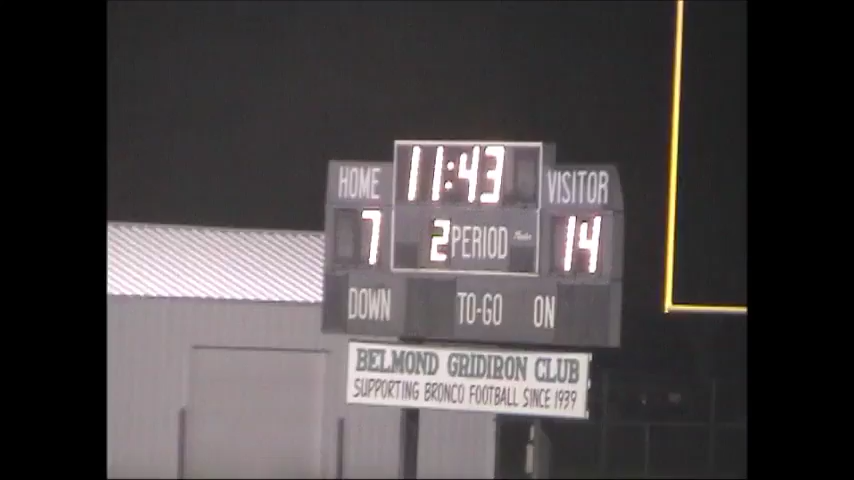 11:43
HOME VISITOR
7 2 PERIOD 14
DOWN TO-GO ON
BELMOND GRIDIRON CLUB
SUPPORTING BRONCO FOOTBALL SINCE 1939